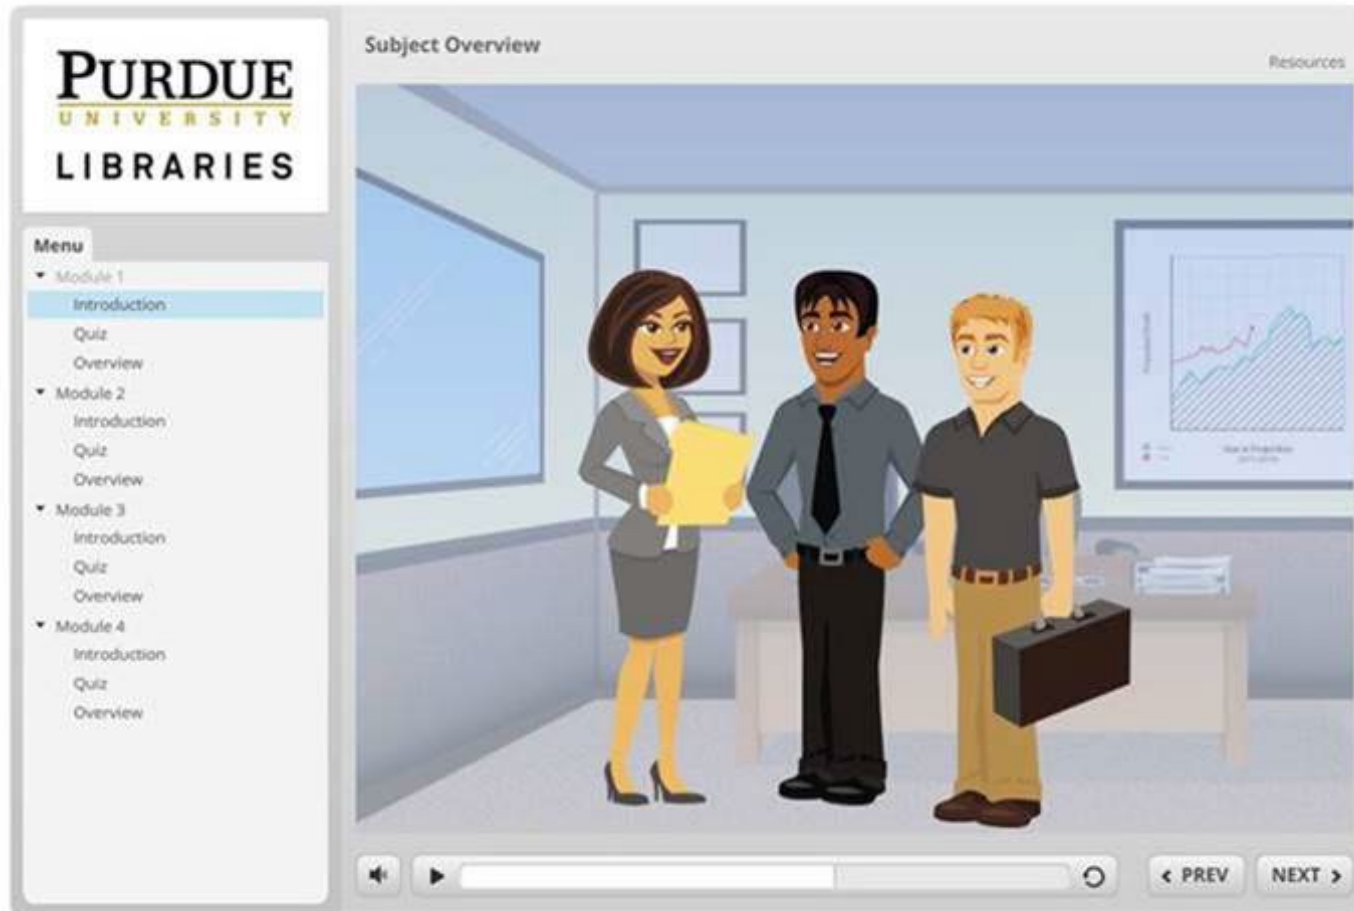 PURDUE
UNIVERSITY
LIBRARIES
Menu
Module 1
Introduction
Quiz
Overview
Module 2
Introduction
Quiz
Overview
Module 3
Introduction
Quiz
Overview
Module 4
Introduction
Quiz
Overview
Subject Overview
Resources
PREV
NEXT